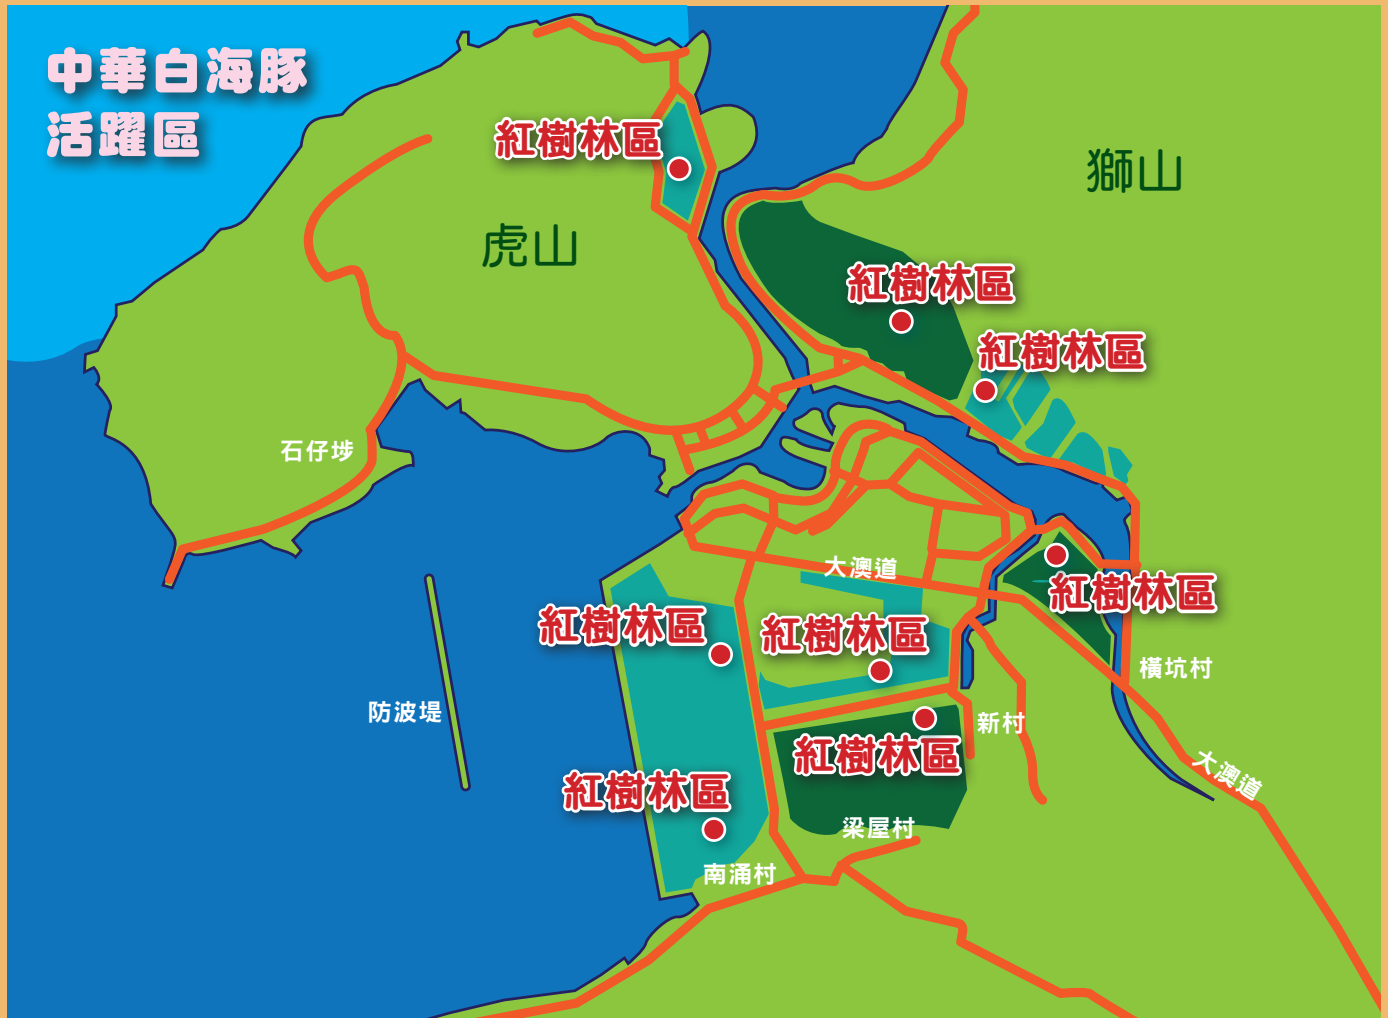 中華白海豚
活躍區
紅樹林區
獅山
虎山
紅樹林區
紅樹林區
石仔埗
大澳道
紅樹林區
紅樹林區
紅樹林區
橫坑村
防波堤
新村
紅樹林區
大澳道
紅樹林區
梁屋村
南涌村